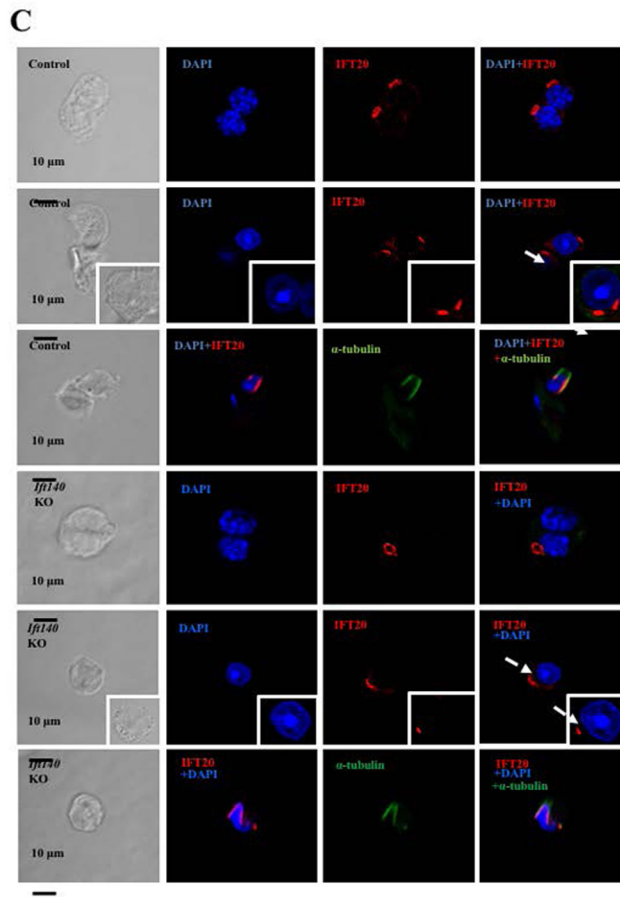 C
Control
DAPI
IFT20
DAPI+IFT20
10 µm
Control
DAPI
IFT20
DAPI+IFT20
10 µm
Control
DAPI+IFT20
α-tubulin
DAPI+IFT20
+α-tubulin
10 µm
Ift140
KO
DAPI
IFT20
IFT20
+DAPI
10 µm
Ift140
KO
DAPI
IFT20
IFT20
+DAPI
10 µm
Ift140
KO
IFT20
+DAPI
α-tubulin
IFT20
+DAPI
+α-tubulin
10 µm